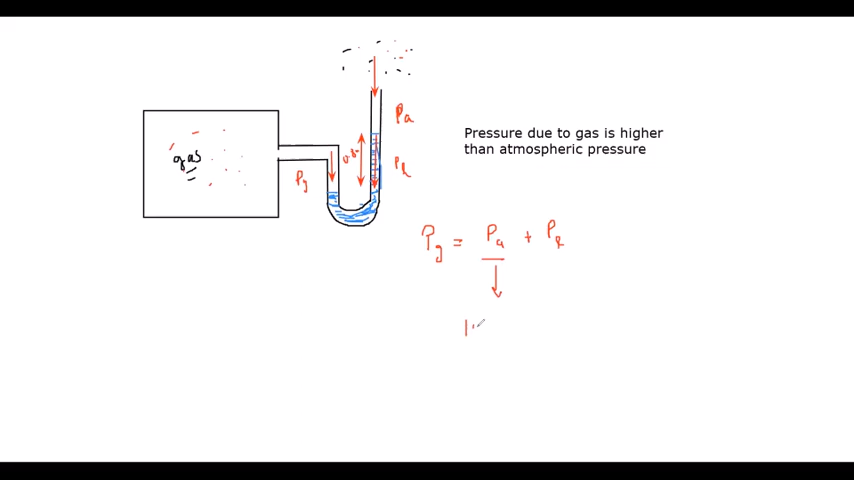 Pa
Pressure due to gas is higher
than atmospheric pressure
gas
Pl
Pg
Pg = Pa + Pl